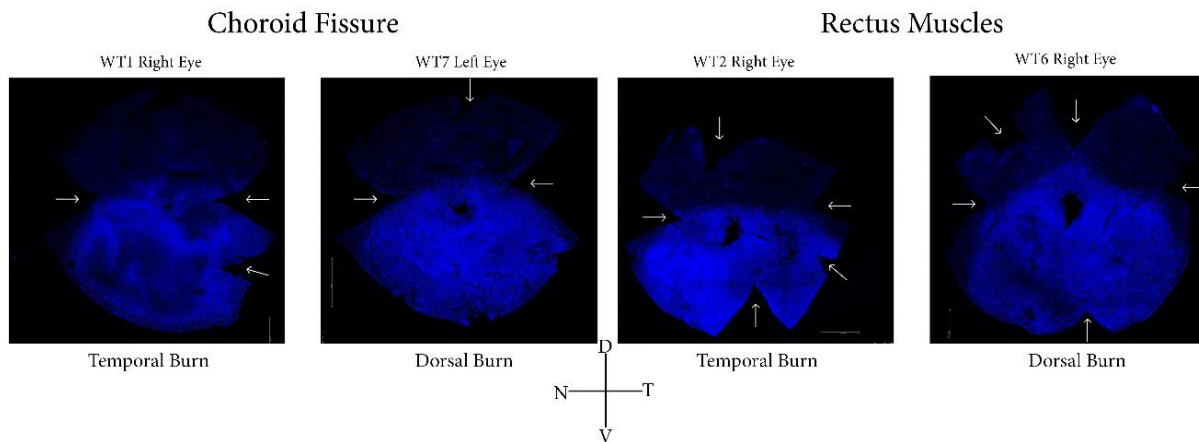 Choroid Fissure
Rectus Muscles
WT1 Right Eye
WT7 Left Eye
WT2 Right Eye
WT6 Right Eye
Temporal Burn
Dorsal Burn
Temporal Burn
Dorsal Burn
D
N
T
V